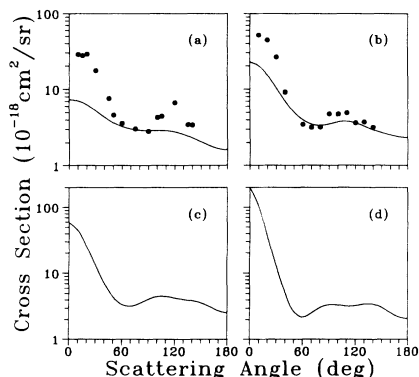 100
10
1
(a)
(b)
100
10
1
(c)
(d)
0 60 120 180
0 60 120 180
Cross Section (10⁻¹⁸cm²/sr)
Scattering Angle (deg)